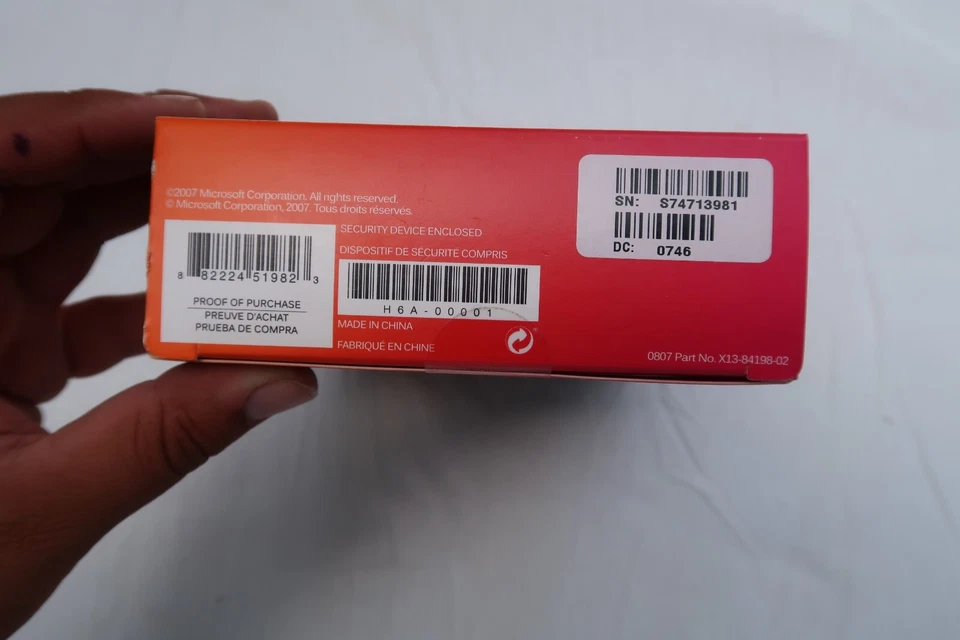 ©2007 Microsoft Corporation. All rights reserved.
© Microsoft Corporation, 2007. Tous droits réservés.
8 82224 51982 3
PROOF OF PURCHASE
PREUVE D'ACHAT
PRUEBA DE COMPRA
SECURITY DEVICE ENCLOSED
DISPOSITIF DE SÉCURITÉ COMPRIS
H6A-00001
MADE IN CHINA
FABRIQUÉ EN CHINE
SN: S74713981
DC: 0746
0807 Part No. X13-84198-02